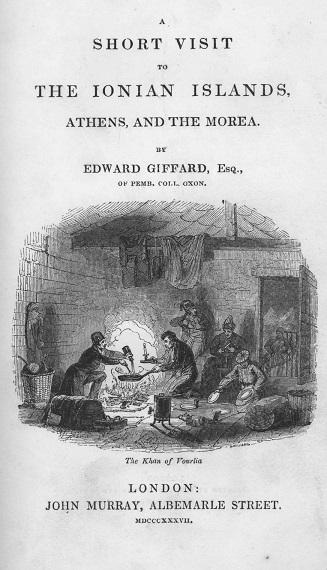 A
SHORT VISIT
TO
THE IONIAN ISLANDS,
ATHENS, AND THE MOREA.
BY
EDWARD GIFFARD, Esq.,
OF PEMB. COLL. OXON.
The Khan of Vourlia
LONDON:
JOHN MURRAY, ALBEMARLE STREET.
MDCCCXXXVII.